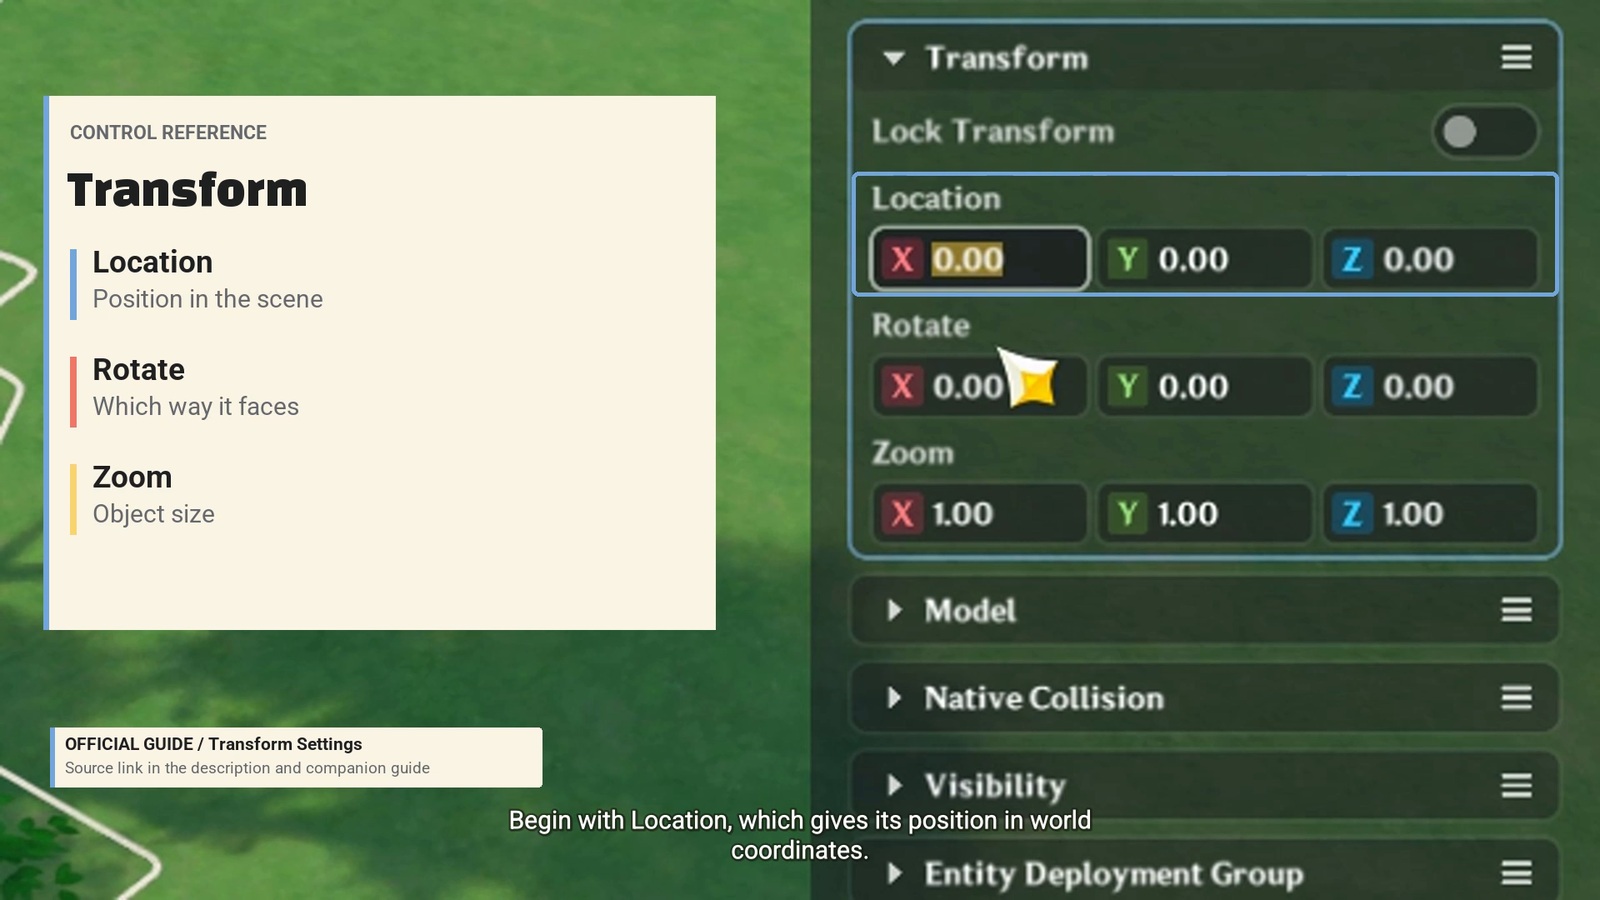 CONTROL REFERENCE
Transform
Location
Position in the scene
Rotate
Which way it faces
Zoom
Object size
OFFICIAL GUIDE / Transform Settings
Source link in the description and companion guide
Transform
Lock Transform
Location
X 0.00 Y 0.00 Z 0.00
Rotate
X 0.00 Y 0.00 Z 0.00
Zoom
X 1.00 Y 1.00 Z 1.00
Model
Native Collision
Visibility
Entity Deployment Group
Begin with Location, which gives its position in world
coordinates.